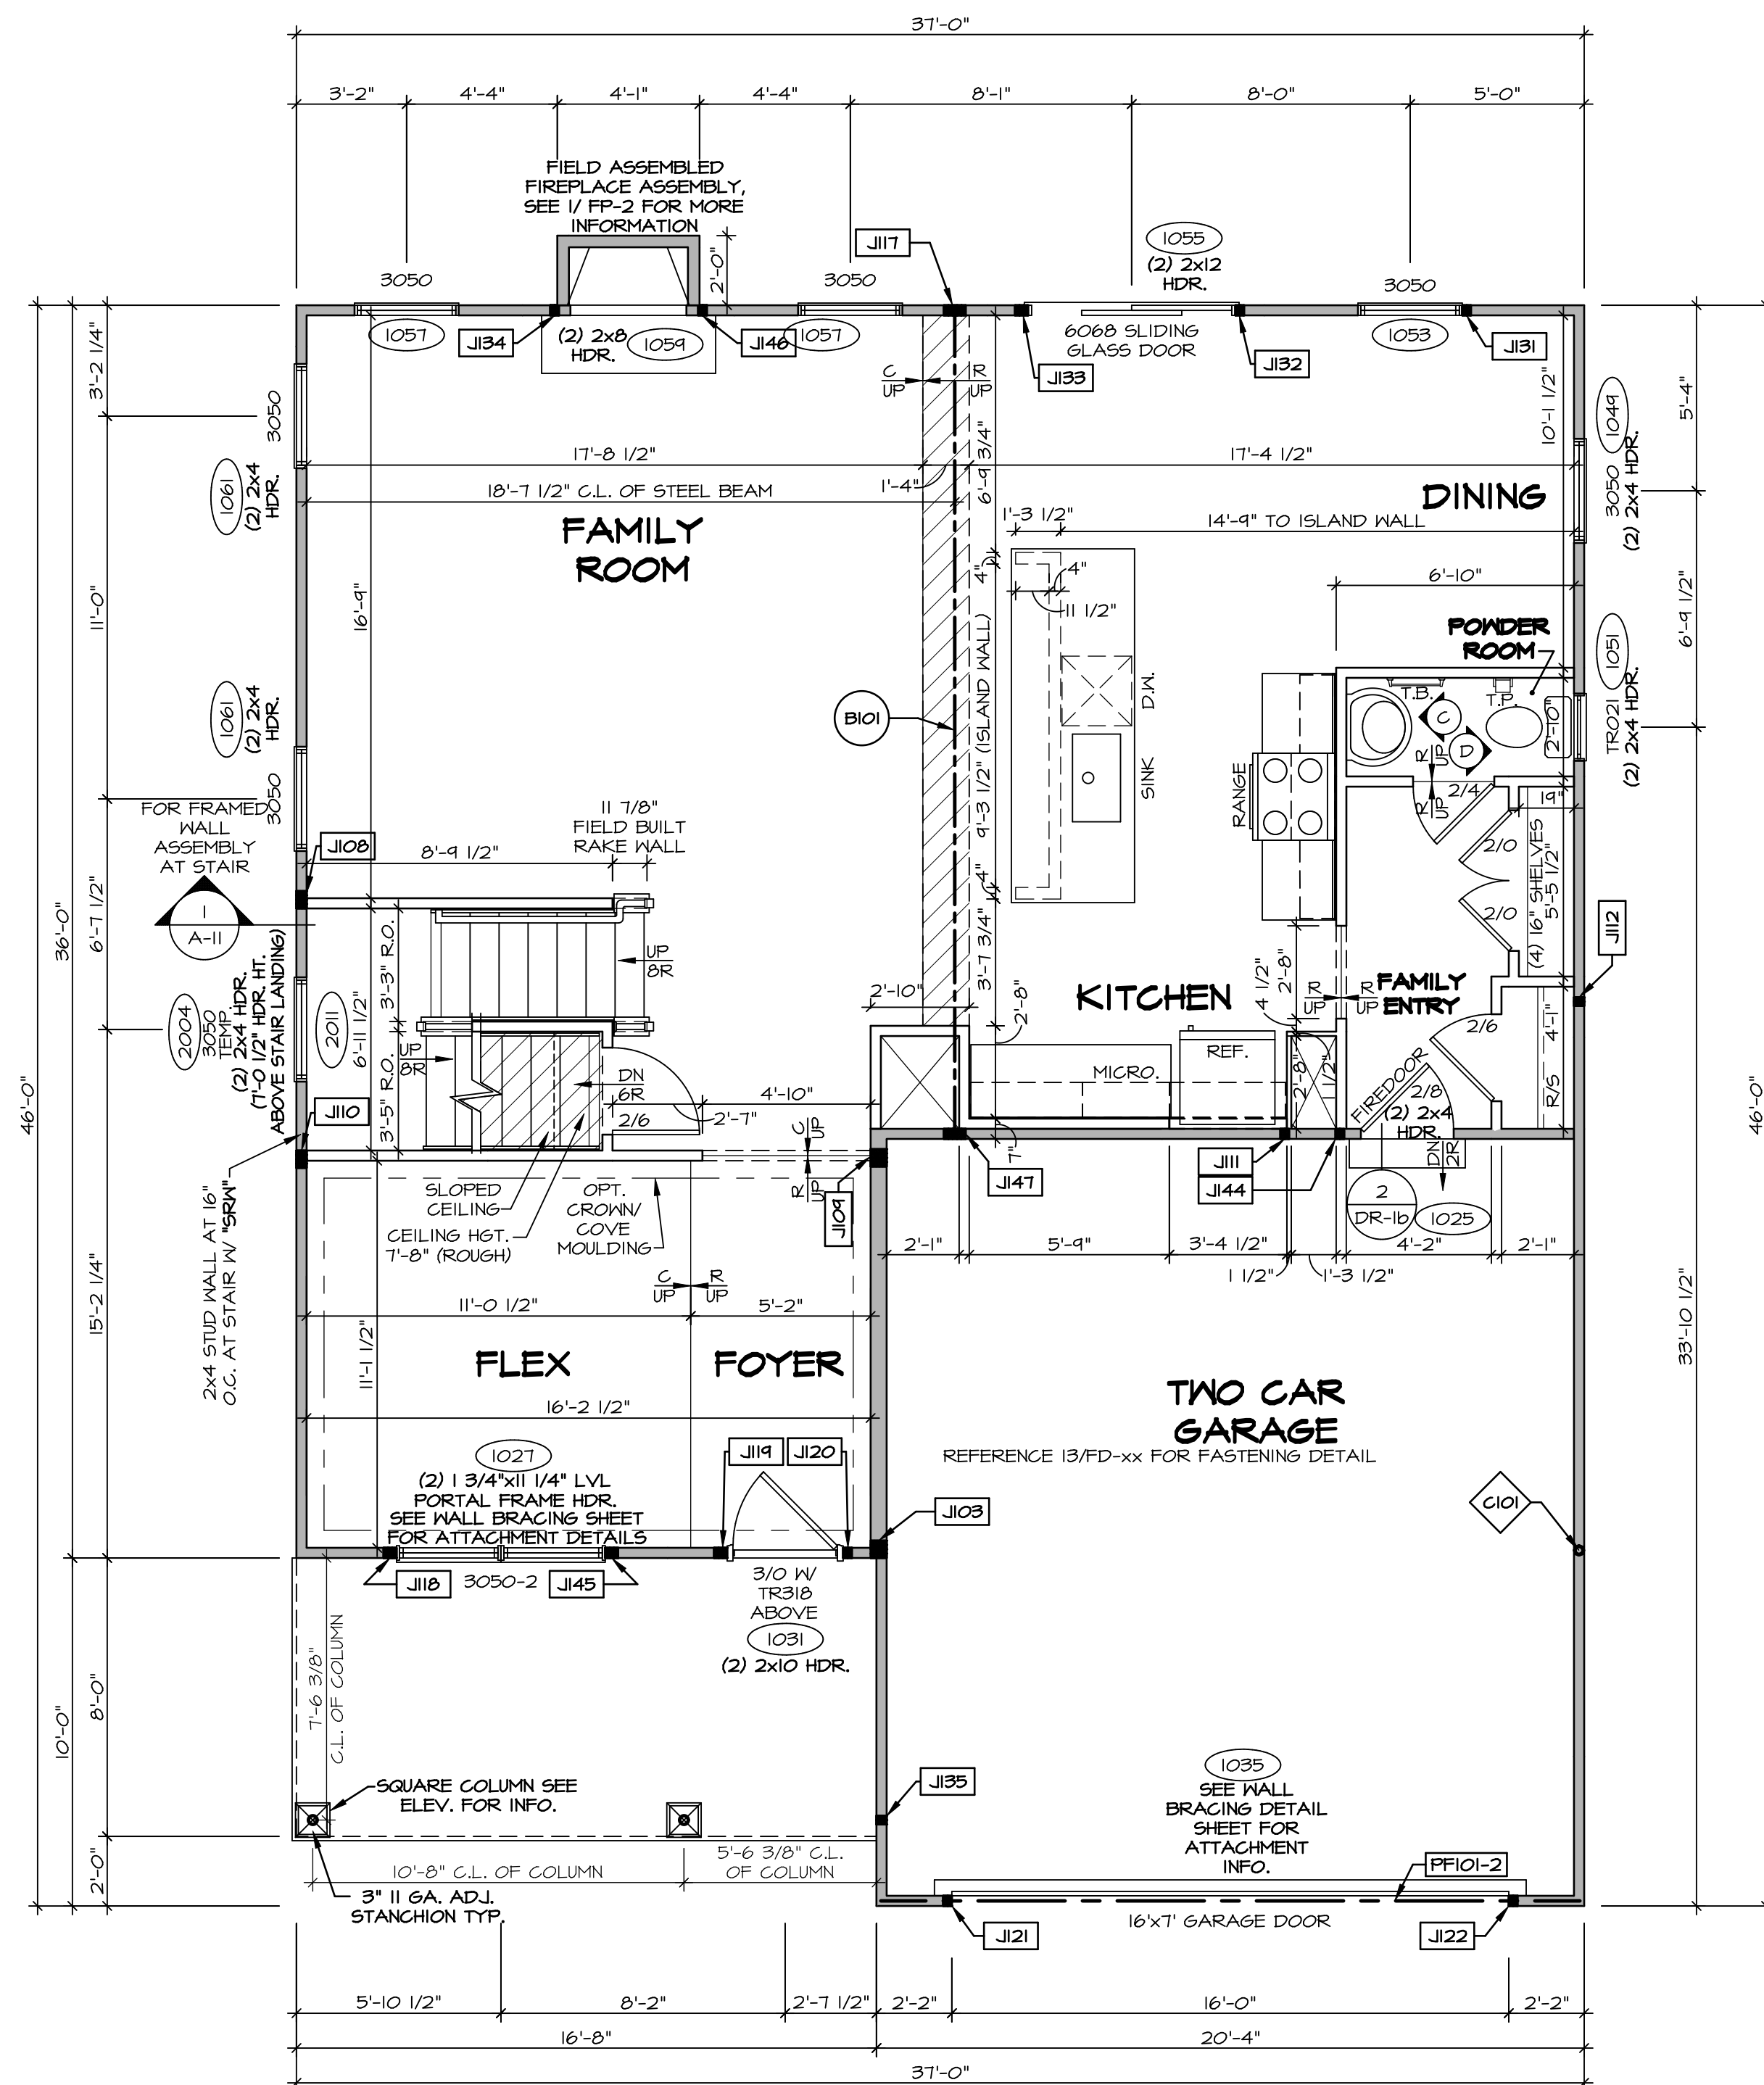 37'-0"
3'-2"
4'-4"
4'-1"
4'-4"
8'-1"
8'-0"
5'-0"
FIELD ASSEMBLED
FIREPLACE ASSEMBLY,
SEE 1/ FP-2 FOR MORE
INFORMATION
2'-0"
J117
1055
(2) 2x12
HDR.
3050
3050
3050
1057
J134
(2) 2x8
HDR.
1059
J146
1057
6068 SLIDING
GLASS DOOR
J133
J132
1053
J131
3'-2 1/4"
3050
1061
(2) 2x4
HDR.
C
UP
R
UP
6'-9 3/4"
10'-1 1/2"
1049
3050
(2) 2x4 HDR.
5'-4"
17'-8 1/2"
1'-4"
17'-4 1/2"
18'-7 1/2" C.L. OF STEEL BEAM
DINING
1'-3 1/2"
14'-9" TO ISLAND WALL
FAMILY
ROOM
16'-9"
11'-0"
4"
4"
11 1/2"
6'-10"
POWDER
ROOM
1051
TR021
(2) 2x4 HDR.
6'-9 1/2"
1061
(2) 2x4
HDR.
3050
B101
9'-3 1/2" (ISLAND WALL)
D.W.
SINK
RANGE
T.B.
C
T.P.
D
2'-10"
R
UP
R
UP
2/4
19"
FOR FRAMED
WALL
ASSEMBLY
AT STAIR
1
A-11
J108
8'-9 1/2"
11 7/8"
FIELD BUILT
RAKE WALL
4"
2/0
2/0
(4) 16" SHELVES
5'-5 1/2"
J112
46'-0"
36'-0"
6'-7 1/2"
2004
3050
TEMP
(2) 2x4 HDR.
(7'-0 1/2" HDR. HT.
ABOVE STAIR LANDING)
2011
6'-11 1/2"
3'-3" R.O.
3'-5" R.O.
UP
8R
UP
8R
DN
6R
2/6
2'-7"
4'-10"
2'-10"
3'-7 3/4"
2'-8"
KITCHEN
4 1/2"
2'-8"
R
UP
R
UP
FAMILY
ENTRY
2/6
4'-1"
R/S
MICRO.
REF.
2'-8"
1 1/2"
FIREDOOR
2/8
(2) 2x4
HDR.
DN
2R
46'-0"
J110
C
UP
R
UP
J109
7"
J147
J111
J144
2
DR-1b
1025
2x4 STUD WALL AT 16"
O.C. AT STAIR W/ "SRW"
SLOPED
CEILING
CEILING HGT.
7'-8" (ROUGH)
OPT.
CROWN/
COVE
MOULDING
2'-1"
5'-9"
3'-4 1/2"
1 1/2"
1'-3 1/2"
4'-2"
2'-1"
15'-2 1/4"
C
UP
R
UP
11'-0 1/2"
5'-2"
11'-1 1/2"
FLEX
FOYER
16'-2 1/2"
TWO CAR
GARAGE
REFERENCE 13/FD-xx FOR FASTENING DETAIL
33'-10 1/2"
1027
(2) 1 3/4"x11 1/4" LVL
PORTAL FRAME HDR.
SEE WALL BRACING SHEET
FOR ATTACHMENT DETAILS
J119
J120
J103
C101
J118
3050-2
J145
3/0 W/
TR318
ABOVE
1031
(2) 2x10 HDR.
7'-6 3/8"
C.L. OF COLUMN
10'-0"
8'-0"
2'-0"
SQUARE COLUMN SEE
ELEV. FOR INFO.
J135
1035
SEE WALL
BRACING DETAIL
SHEET FOR
ATTACHMENT
INFO.
PF101-2
10'-8" C.L. OF COLUMN
5'-6 3/8" C.L.
OF COLUMN
3" 11 GA. ADJ.
STANCHION TYP.
J121
16'x7' GARAGE DOOR
J122
5'-10 1/2"
8'-2"
2'-7 1/2"
2'-2"
16'-0"
2'-2"
16'-8"
20'-4"
37'-0"